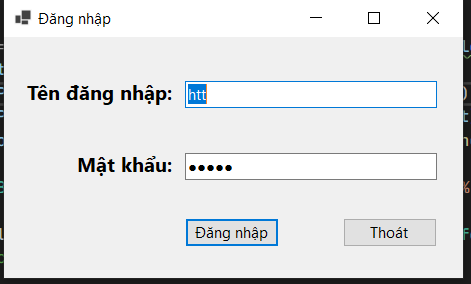 Đăng nhập
Tên đăng nhập: htt
Mật khẩu: •••••
Đăng nhập Thoát